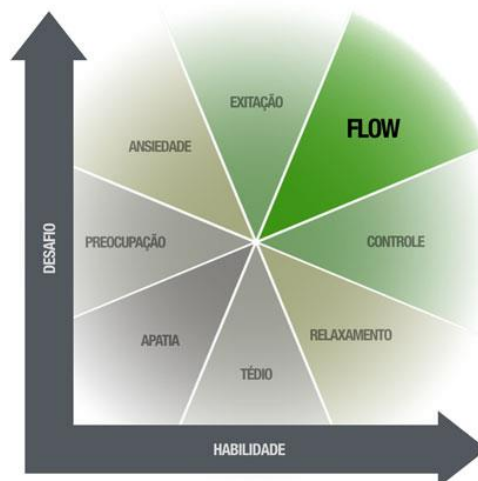 EXITAÇÃO
FLOW
ANSIEDADE
PREOCUPAÇÃO
CONTROLE
DESAFIO
APATIA
RELAXAMENTO
TÉDIO
HABILIDADE